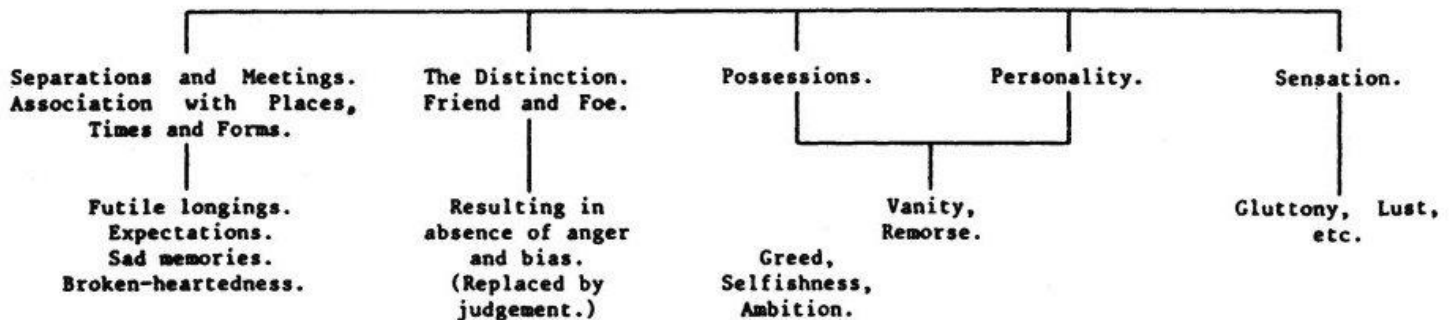 Separations and Meetings.
Association with Places,
Times and Forms.
The Distinction.
Friend and Foe.
Possessions.
Personality.
Sensation.
Futile longings.
Expectations.
Sad memories.
Broken-heartedness.
Resulting in
absence of anger
and bias.
(Replaced by
judgement.)
Vanity,
Remorse.
Greed,
Selfishness,
Ambition.
Gluttony, Lust,
etc.